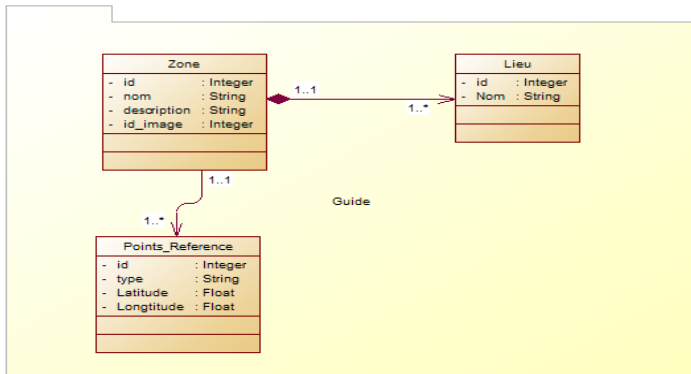 Zone
- id : Integer
- nom : String
- description : String
- id_image : Integer
1..1
1..*
Lieu
- id : Integer
- Nom : String
1..1
1..*
Guide
Points_Reference
- id : Integer
- type : String
- Latitude : Float
- Longtitude : Float